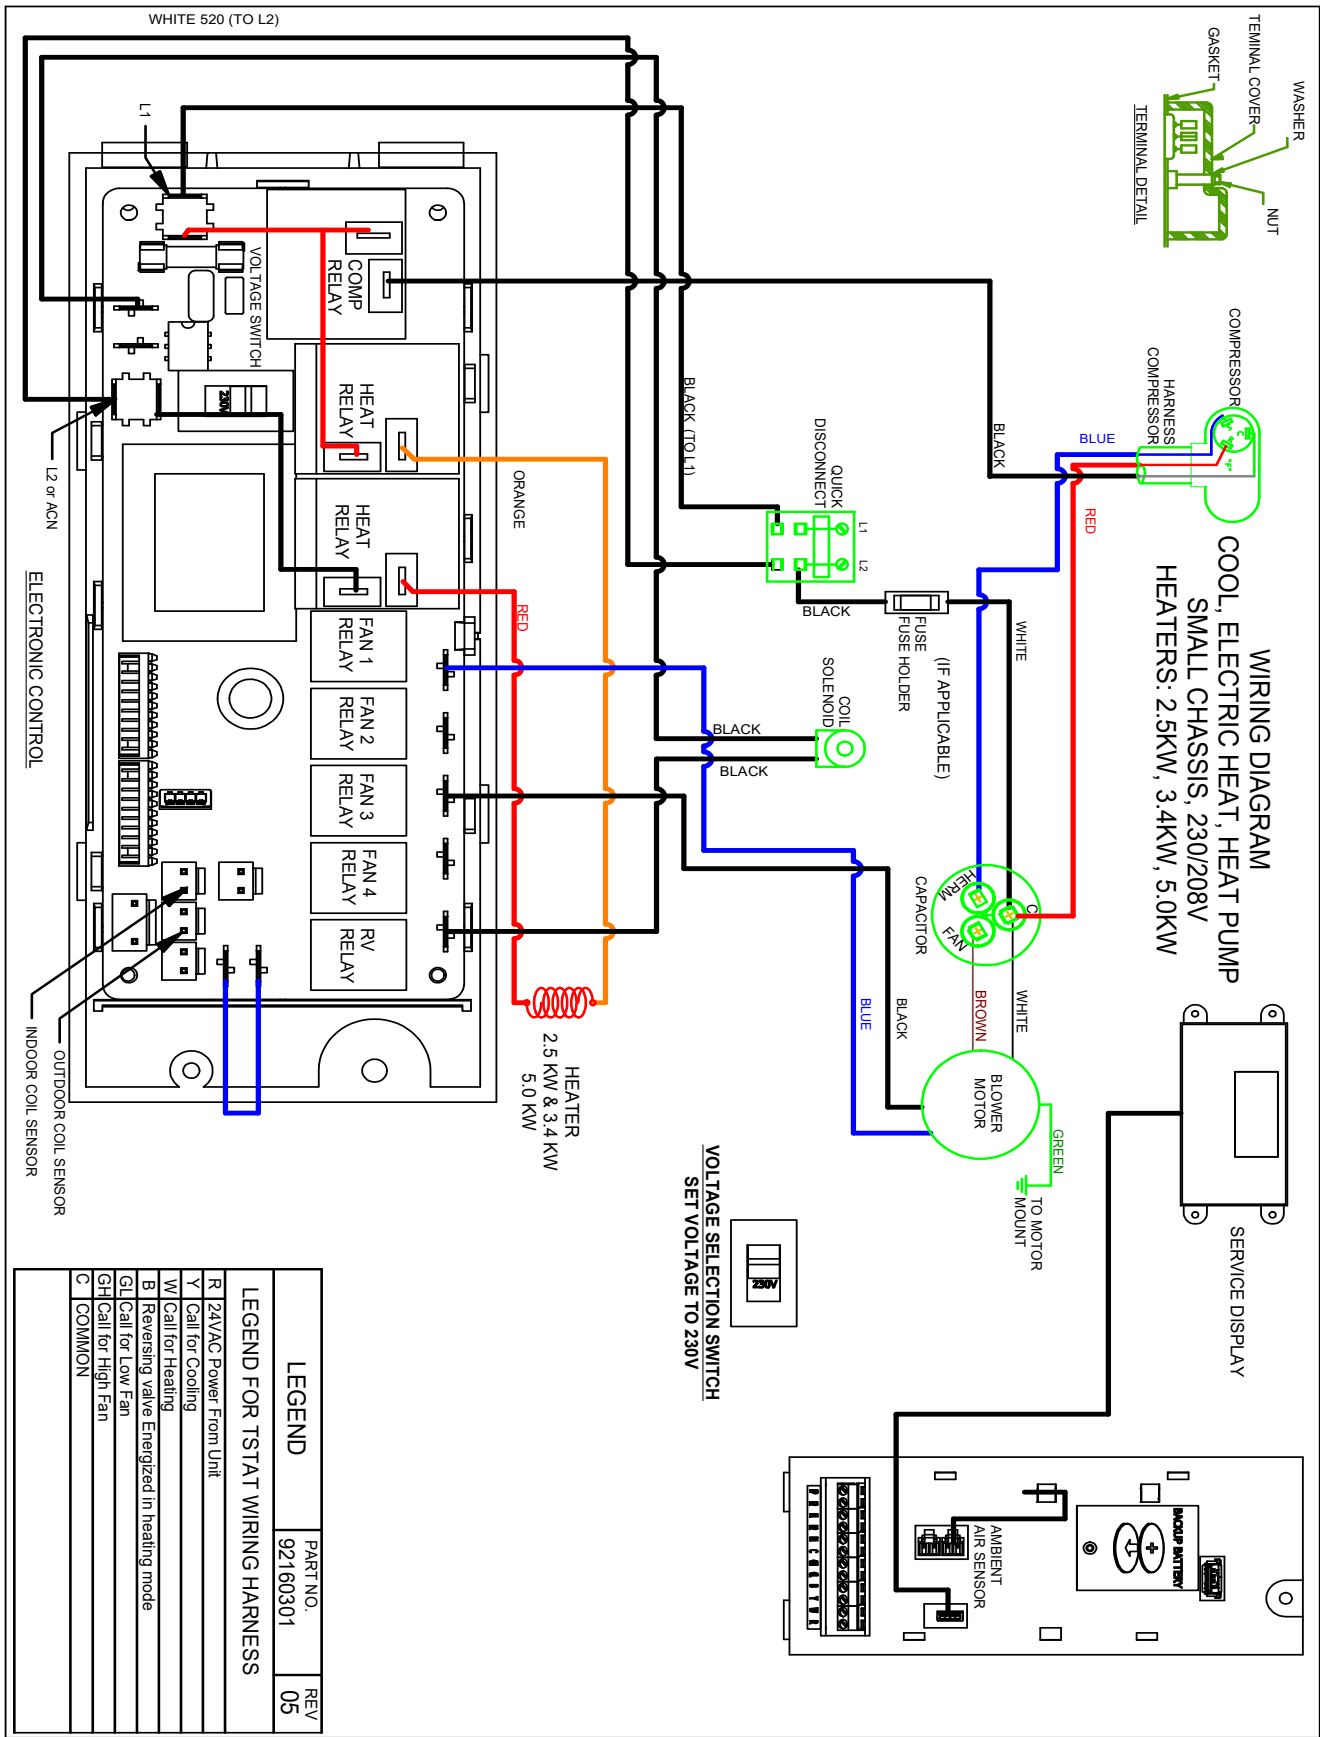 WIRING DIAGRAM
COOL, ELECTRIC HEAT, HEAT PUMP
SMALL CHASSIS, 230/208V
HEATERS: 2.5KW, 3.4KW, 5.0KW
WASHER
NUT
TEMINAL COVER
GASKET
TERMINAL DETAIL
COMPRESSOR
C
"F"
HARNESS
COMPRESSOR
BLUE
BLACK
RED
QUICK
DISCONNECT
L1
L2
BLACK (TO L1)
BLACK
FUSE
FUSE HOLDER
(IF APPLICABLE)
WHITE
COIL
SOLENOID
BLACK
BLACK
HERM
C
FAN
CAPACITOR
WHITE
BROWN
BLACK
BLUE
BLOWER
MOTOR
GREEN
TO MOTOR
MOUNT
SERVICE DISPLAY
WHITE 520 (TO L2)
L1
VOLTAGE SWITCH
230V
COMP
RELAY
HEAT
RELAY
HEAT
RELAY
FAN 1
RELAY
FAN 2
RELAY
FAN 3
RELAY
FAN 4
RELAY
RV
RELAY
ORANGE
RED
L2 or ACN
ELECTRONIC CONTROL
OUTDOOR COIL SENSOR
INDOOR COIL SENSOR
HEATER
2.5 KW & 3.4 KW
5.0 KW
230V
VOLTAGE SELECTION SWITCH
SET VOLTAGE TO 230V
BACKUP BATTERY
+
AMBIENT
AIR SENSOR
LEGEND
PART NO.
92160301
REV
05
LEGEND FOR TSTAT WIRING HARNESS
R 24VAC Power From Unit
Y Call for Cooling
W Call for Heating
B Reversing valve Energized in heating mode
GL Call for Low Fan
GH Call for High Fan
C COMMON